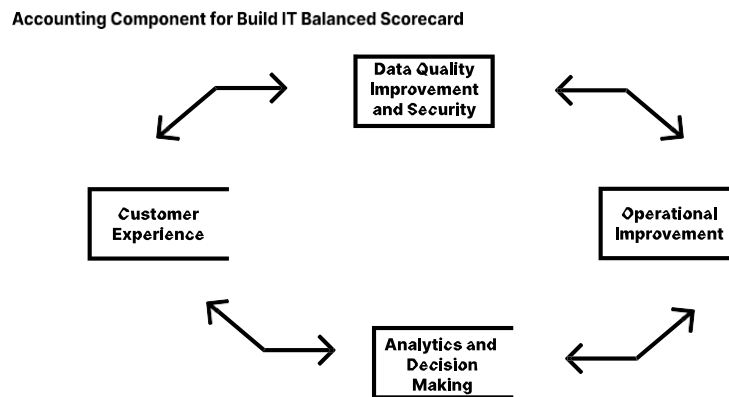 Accounting Component for Build IT Balanced Scorecard
Data Quality
Improvement
and Security
Customer
Experience
Operational
Improvement
Analytics and
Decision
Making